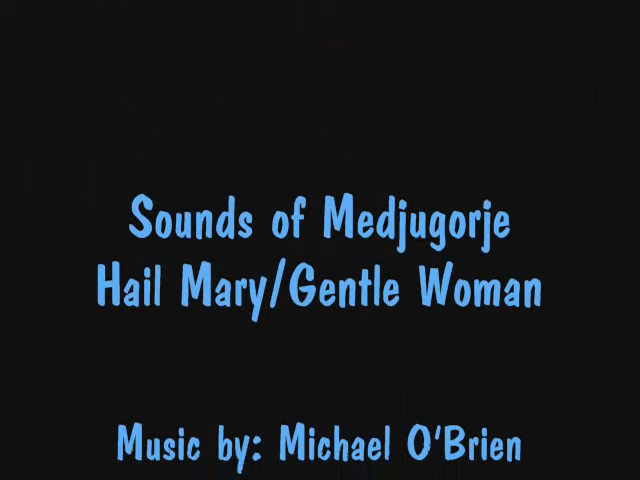 Sounds of Medjugorje
Hail Mary/Gentle Woman
Music by: Michael O'Brien